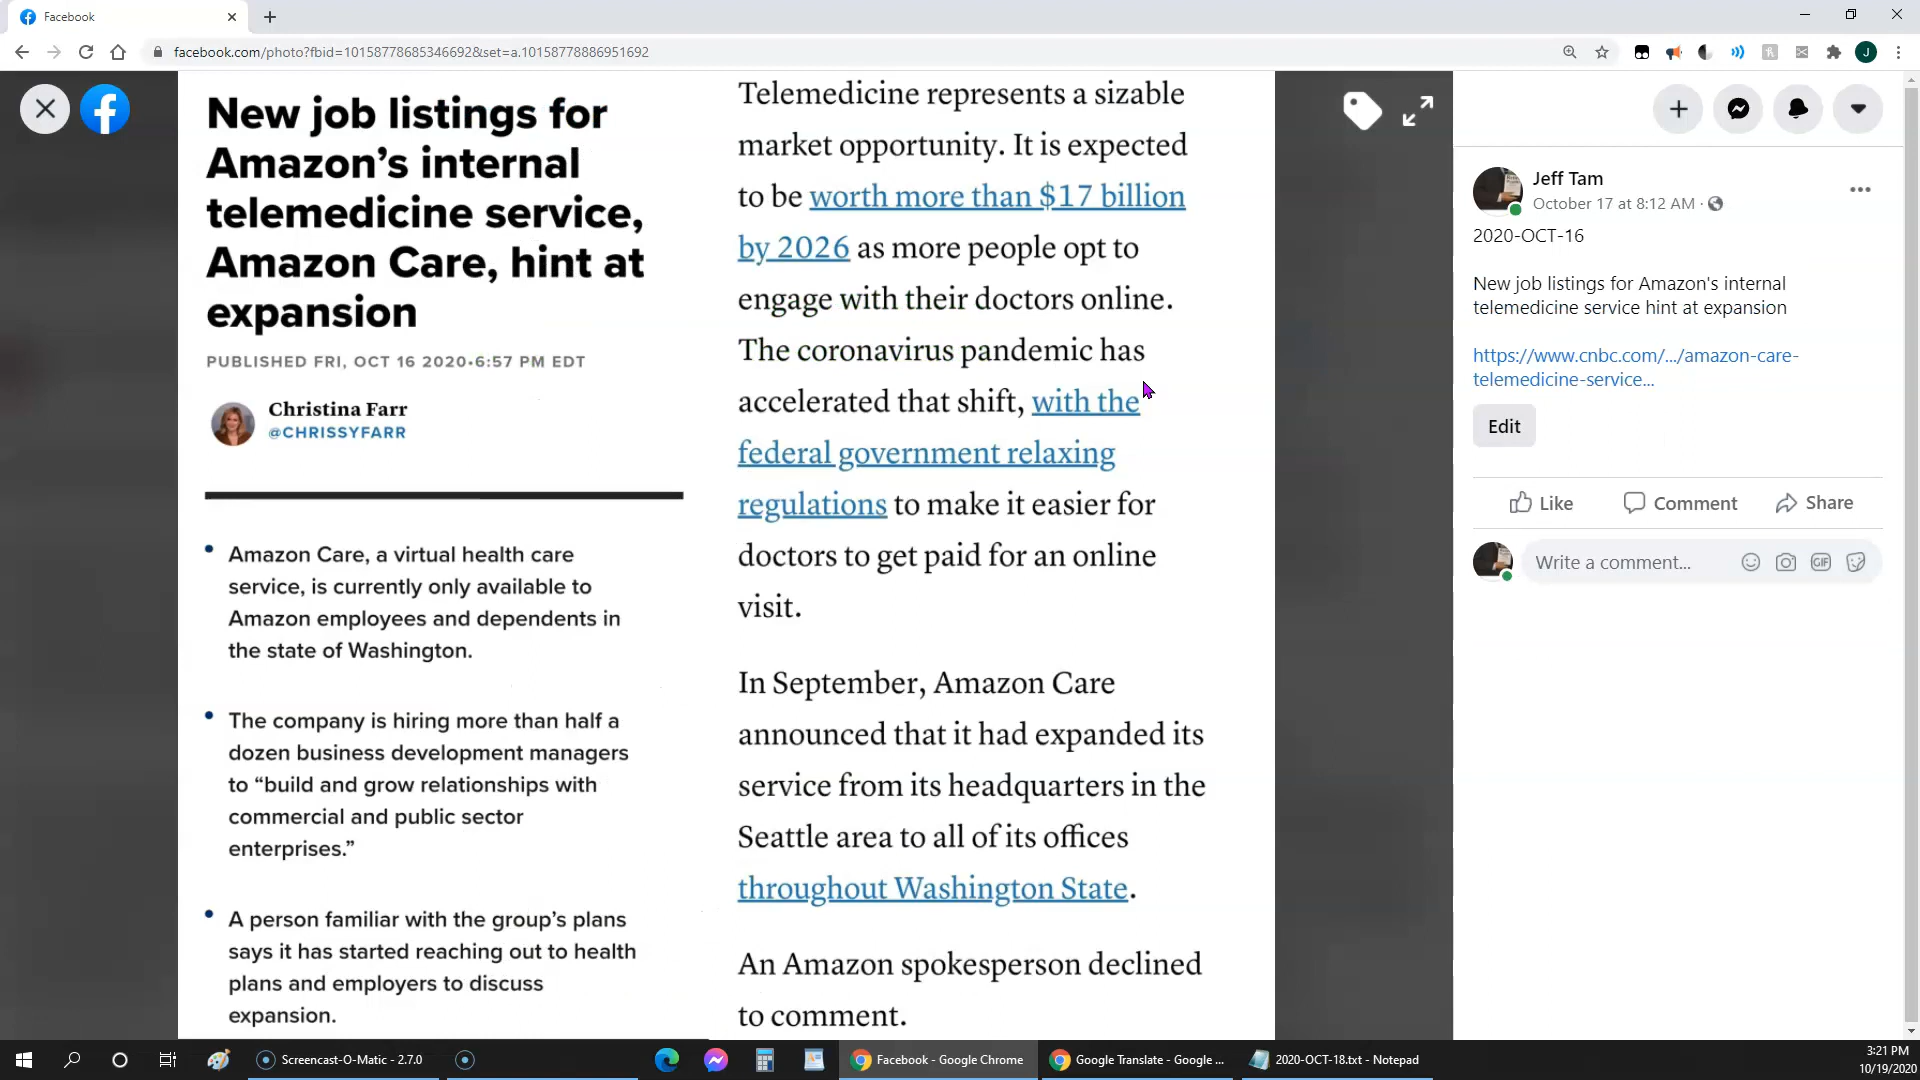 Facebook
facebook.com/photo?fbid=10158778685346692&set=a.10158778886951692
J
New job listings for
Amazon’s internal
telemedicine service,
Amazon Care, hint at
expansion
PUBLISHED FRI, OCT 16 2020•6:57 PM EDT
Christina Farr
@CHRISSYFARR
• Amazon Care, a virtual health care
service, is currently only available to
Amazon employees and dependents in
the state of Washington.
• The company is hiring more than half a
dozen business development managers
to “build and grow relationships with
commercial and public sector
enterprises.”
• A person familiar with the group’s plans
says it has started reaching out to health
plans and employers to discuss
expansion.
Telemedicine represents a sizable
market opportunity. It is expected
to be worth more than $17 billion
by 2026 as more people opt to
engage with their doctors online.
The coronavirus pandemic has
accelerated that shift, with the
federal government relaxing
regulations to make it easier for
doctors to get paid for an online
visit.
In September, Amazon Care
announced that it had expanded its
service from its headquarters in the
Seattle area to all of its offices
throughout Washington State.
An Amazon spokesperson declined
to comment.
Jeff Tam
October 17 at 8:12 AM ·
2020-OCT-16
New job listings for Amazon's internal
telemedicine service hint at expansion
https://www.cnbc.com/.../amazon-care-
telemedicine-service...
Edit
Like Comment Share
Write a comment... GIF
Screencast-O-Matic - 2.7.0
Facebook - Google Chrome
Google Translate - Google ...
2020-OCT-18.txt - Notepad
3:21 PM
10/19/2020